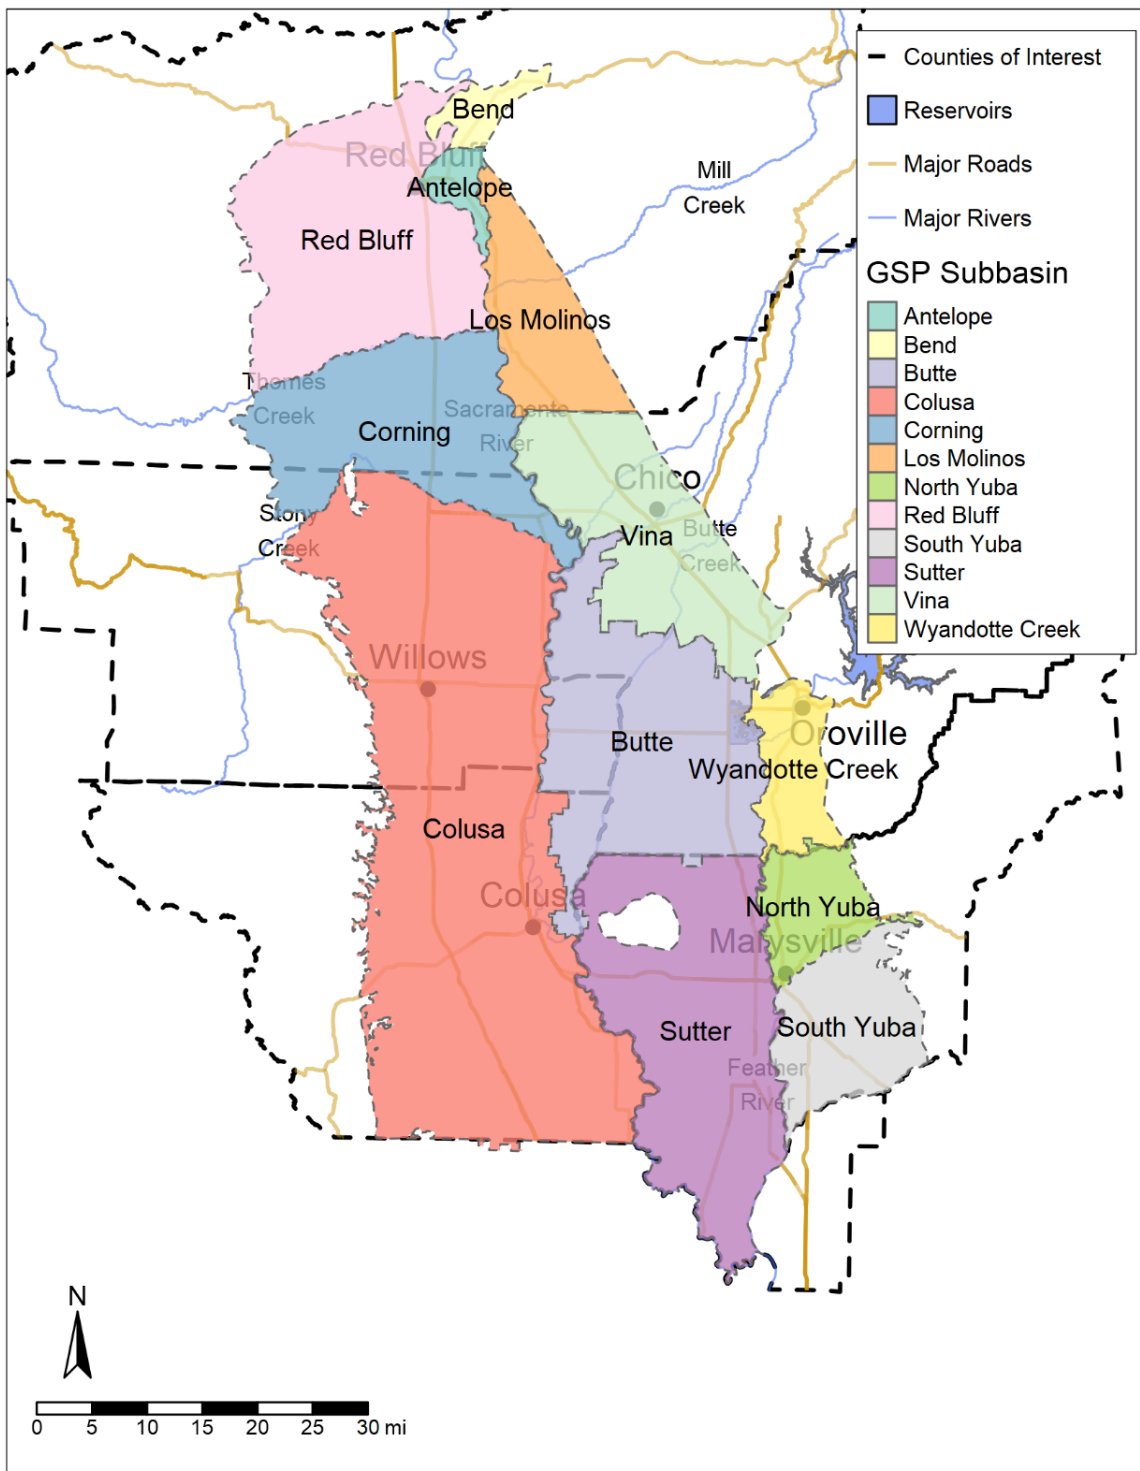 Counties of Interest
Reservoirs
Major Roads
Major Rivers
GSP Subbasin
Antelope
Bend
Butte
Colusa
Corning
Los Molinos
North Yuba
Red Bluff
South Yuba
Sutter
Vina
Wyandotte Creek
Bend
Red Bluff
Antelope
Mill
Creek
Red Bluff
Los Molinos
Thomes
Creek
Sacramento
River
Corning
Chico
Stony
Creek
Vina
Butte
Creek
Willows
Oroville
Butte
Wyandotte Creek
Colusa
Colusa
North Yuba
Marysville
Sutter
South Yuba
Feather
River
N
0 5 10 15 20 25 30 mi